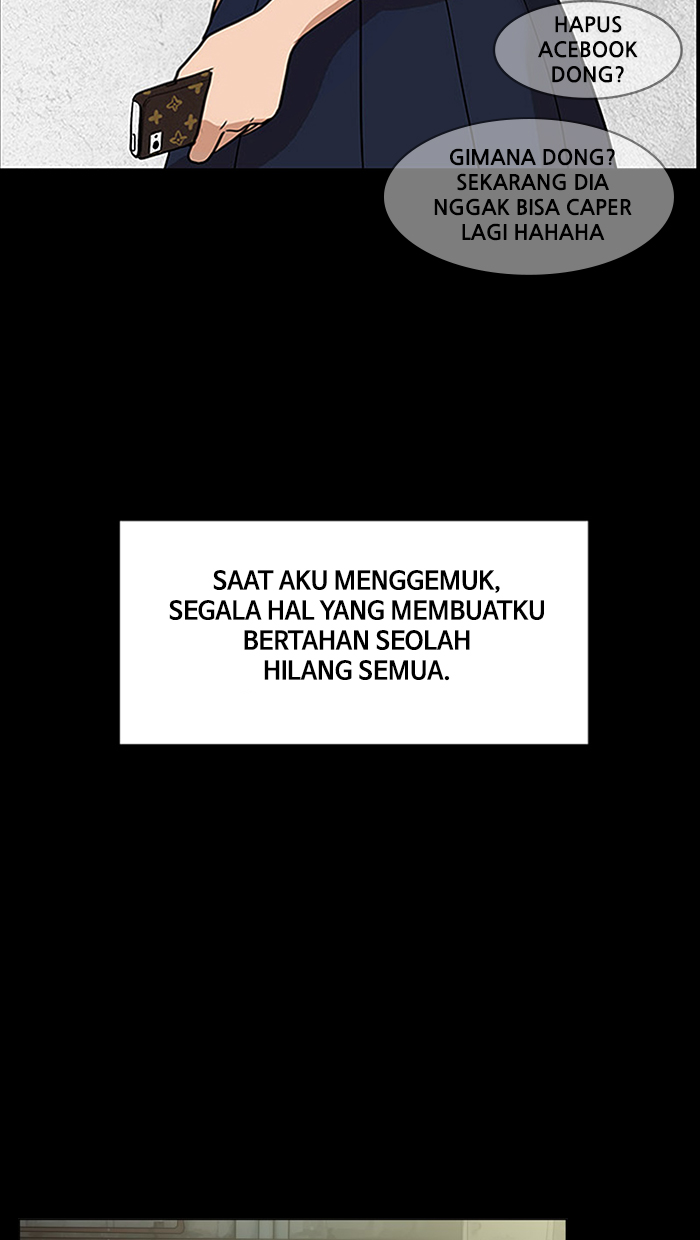 HAPUS
ACEBOOK
DONG?
GIMANA DONG?
SEKARANG DIA
NGGAK BISA CAPER
LAGI HAHAHA
SAAT AKU MENGGEMUK,
SEGALA HAL YANG MEMBUATKU
BERTAHAN SEOLAH
HILANG SEMUA.